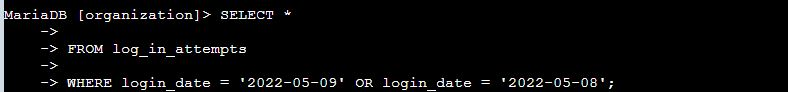 MariaDB [organization]> SELECT *
    ->
    -> FROM log_in_attempts
    ->
    -> WHERE login_date = '2022-05-09' OR login_date = '2022-05-08';